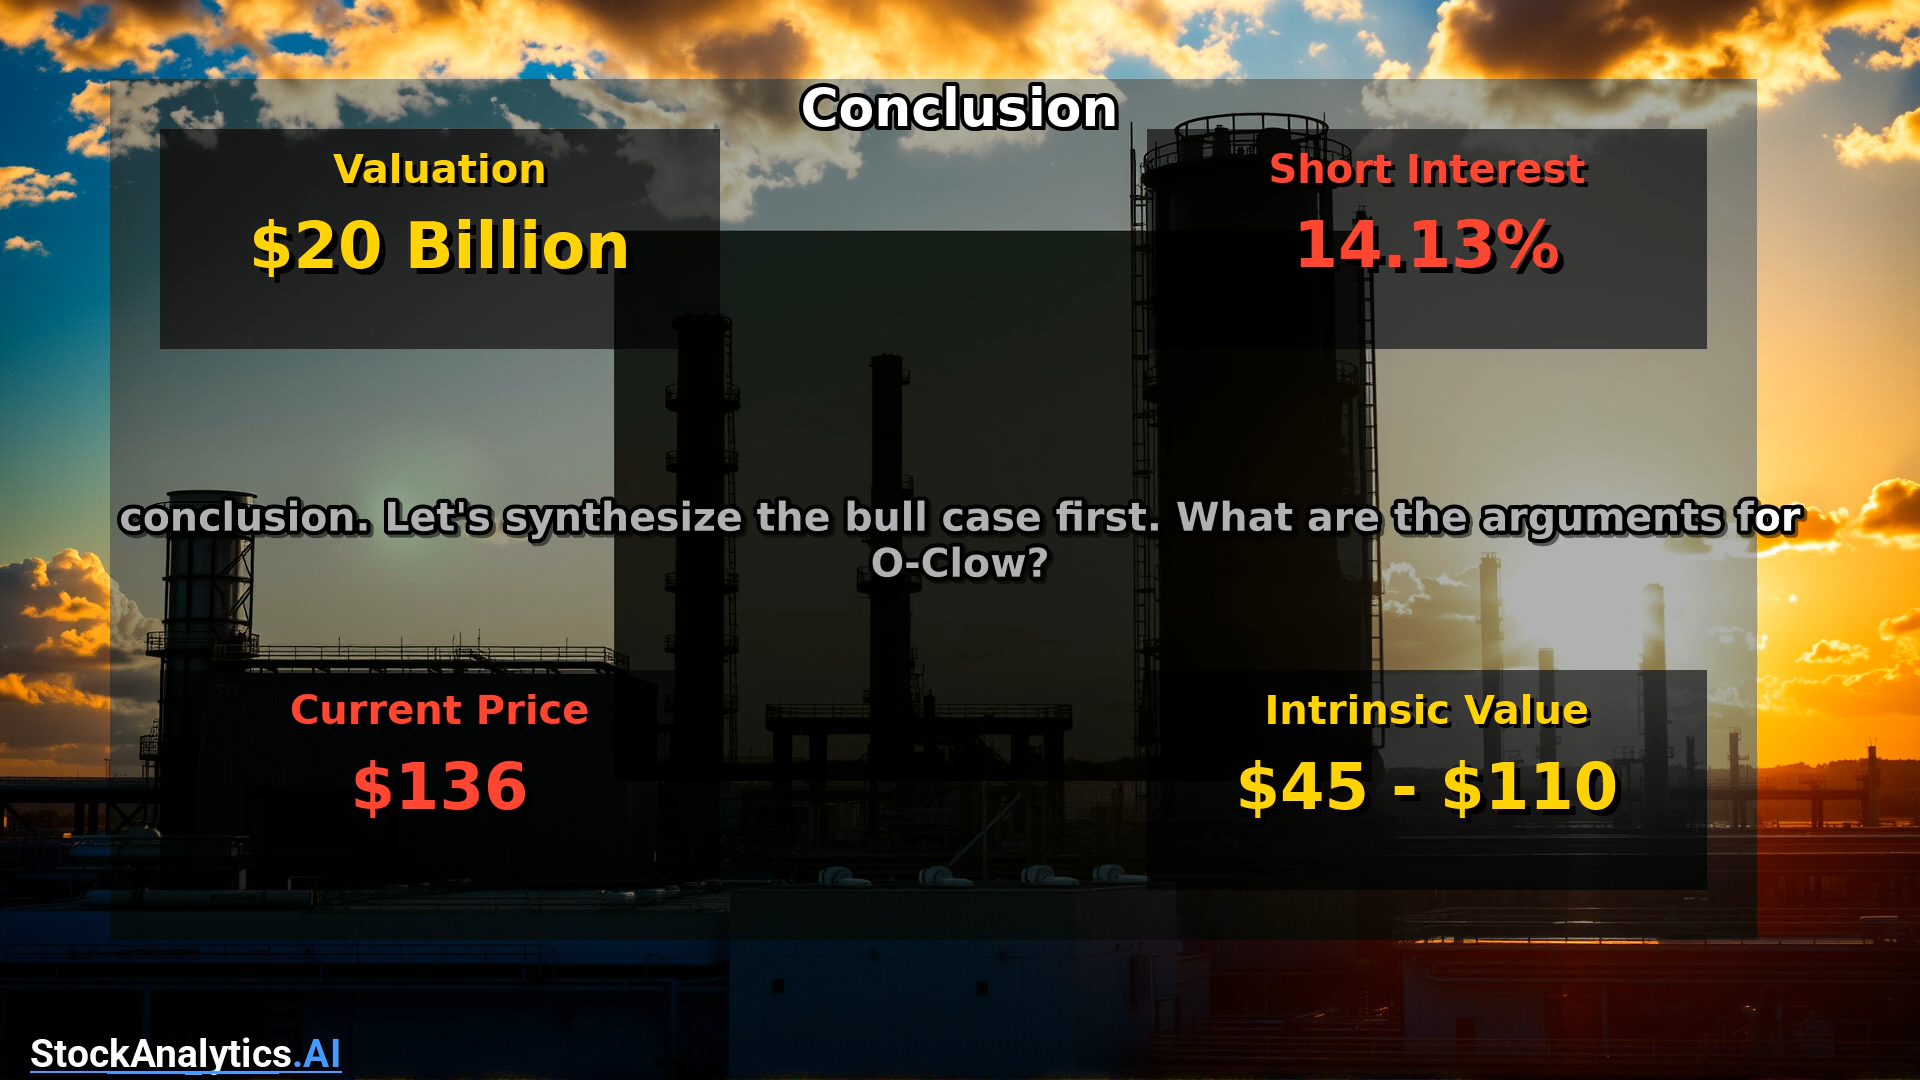 Conclusion
Valuation
$20 Billion
Short Interest
14.13%
conclusion. Let's synthesize the bull case first. What are the arguments for
O-Clow?
Current Price
$136
Intrinsic Value
$45 - $110
StockAnalytics.AI